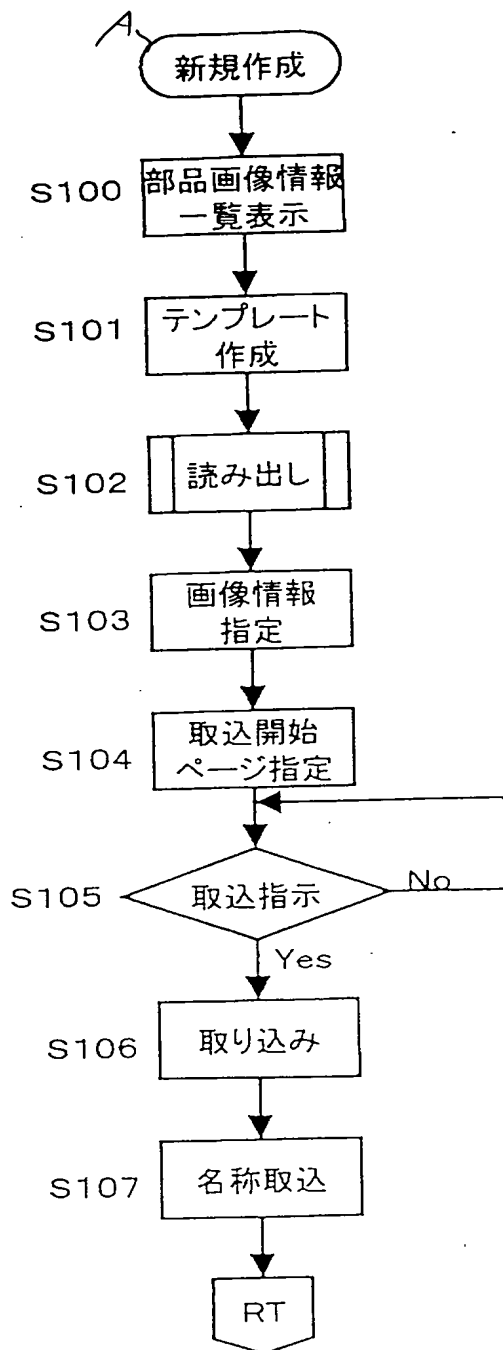 A
新規作成
S100
部品画像情報
一覧表示
S101
テンプレート
作成
S102
読み出し
S103
画像情報
指定
S104
取込開始
ページ指定
S105
取込指示
No
Yes
S106
取り込み
S107
名称取込
RT